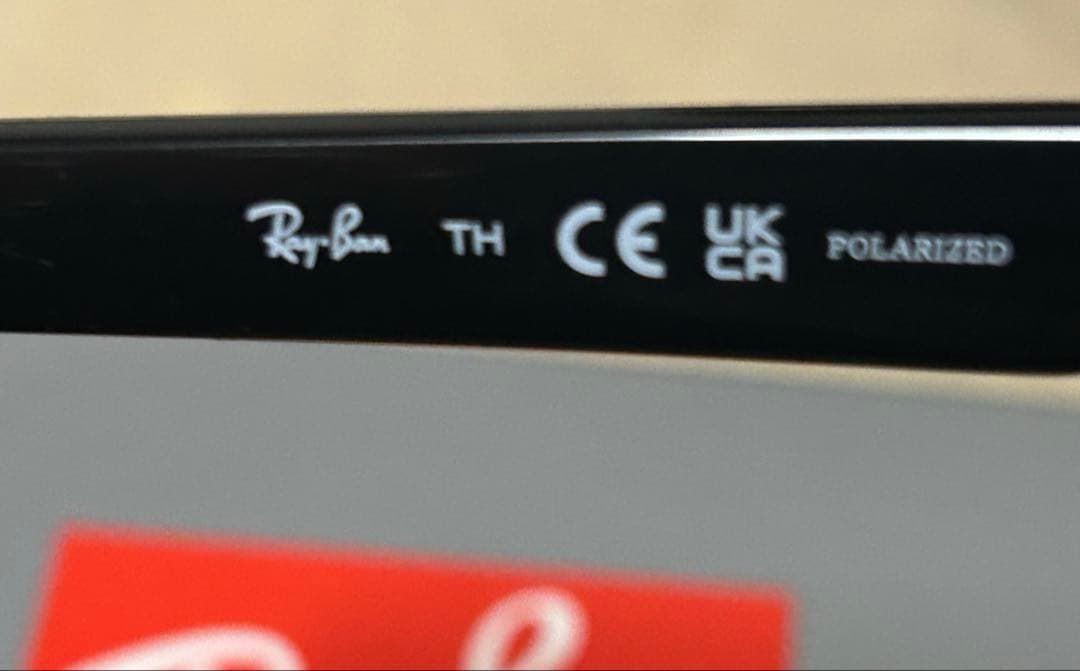 Ray-Ban TH CE UK CA POLARIZED